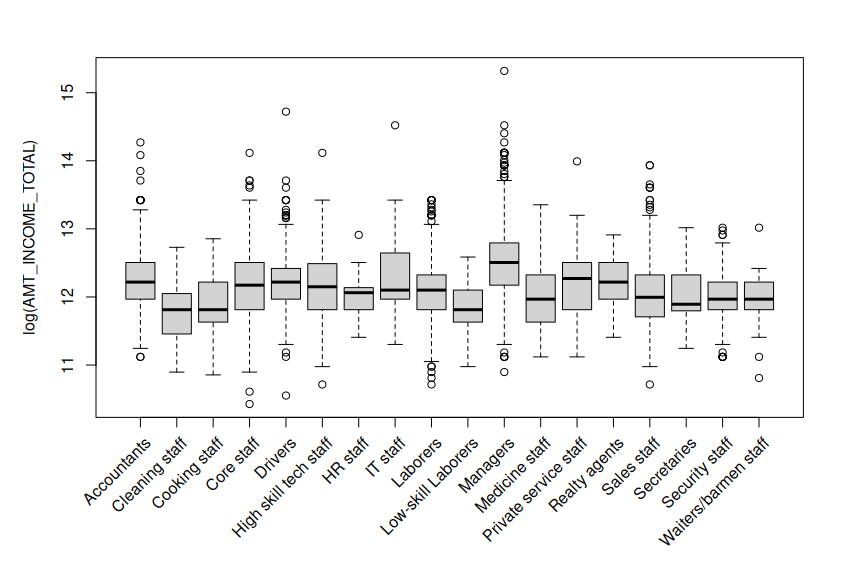 log(AMT_INCOME_TOTAL)
15
14
13
12
11
Accountants
Cleaning staff
Cooking staff
Core staff
Drivers
High skill tech staff
HR staff
IT staff
Laborers
Low-skill Laborers
Managers
Medicine staff
Private service staff
Realty agents
Sales staff
Secretaries
Security staff
Waiters/barmen staff